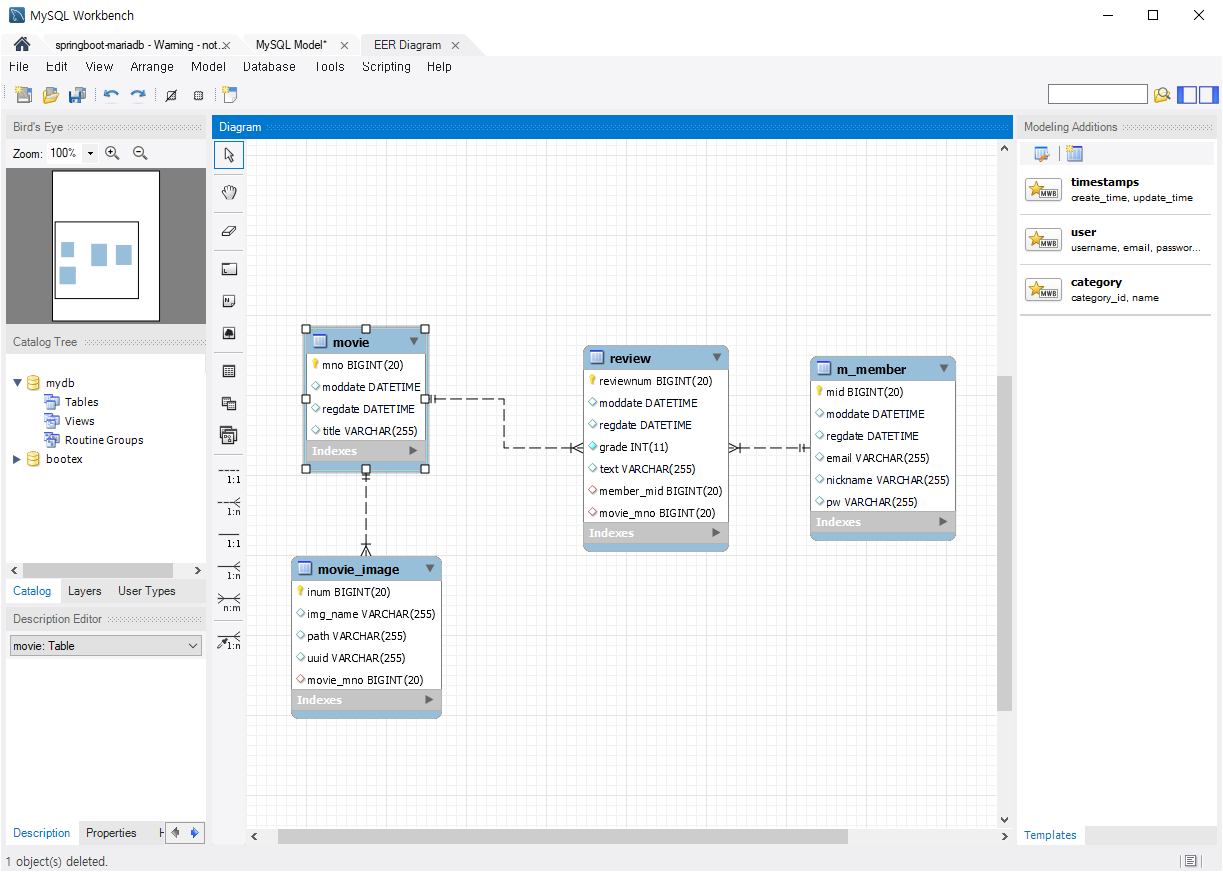 MySQL Workbench
springboot-mariadb - Warning - not...
MySQL Model*
EER Diagram
File Edit View Arrange Model Database Tools Scripting Help
Bird's Eye
Zoom: 100%
Catalog Tree
mydb
Tables
Views
Routine Groups
bootex
Catalog Layers User Types
Description Editor
movie: Table
Description Properties H
1 object(s) deleted.
Diagram
1:1
1:n
1:1
1:n
n:m
1:n
movie
mno BIGINT(20)
moddate DATETIME
regdate DATETIME
title VARCHAR(255)
Indexes
movie_image
inum BIGINT(20)
img_name VARCHAR(255)
path VARCHAR(255)
uuid VARCHAR(255)
movie_mno BIGINT(20)
Indexes
review
reviewnum BIGINT(20)
moddate DATETIME
regdate DATETIME
grade INT(11)
text VARCHAR(255)
member_mid BIGINT(20)
movie_mno BIGINT(20)
Indexes
m_member
mid BIGINT(20)
moddate DATETIME
regdate DATETIME
email VARCHAR(255)
nickname VARCHAR(255)
pw VARCHAR(255)
Indexes
Modeling Additions
MWB
timestamps
create_time, update_time
MWB
user
username, email, passwor...
MWB
category
category_id, name
Templates